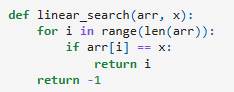 def linear_search(arr, x):
    for i in range(len(arr)):
        if arr[i] == x:
            return i
    return -1